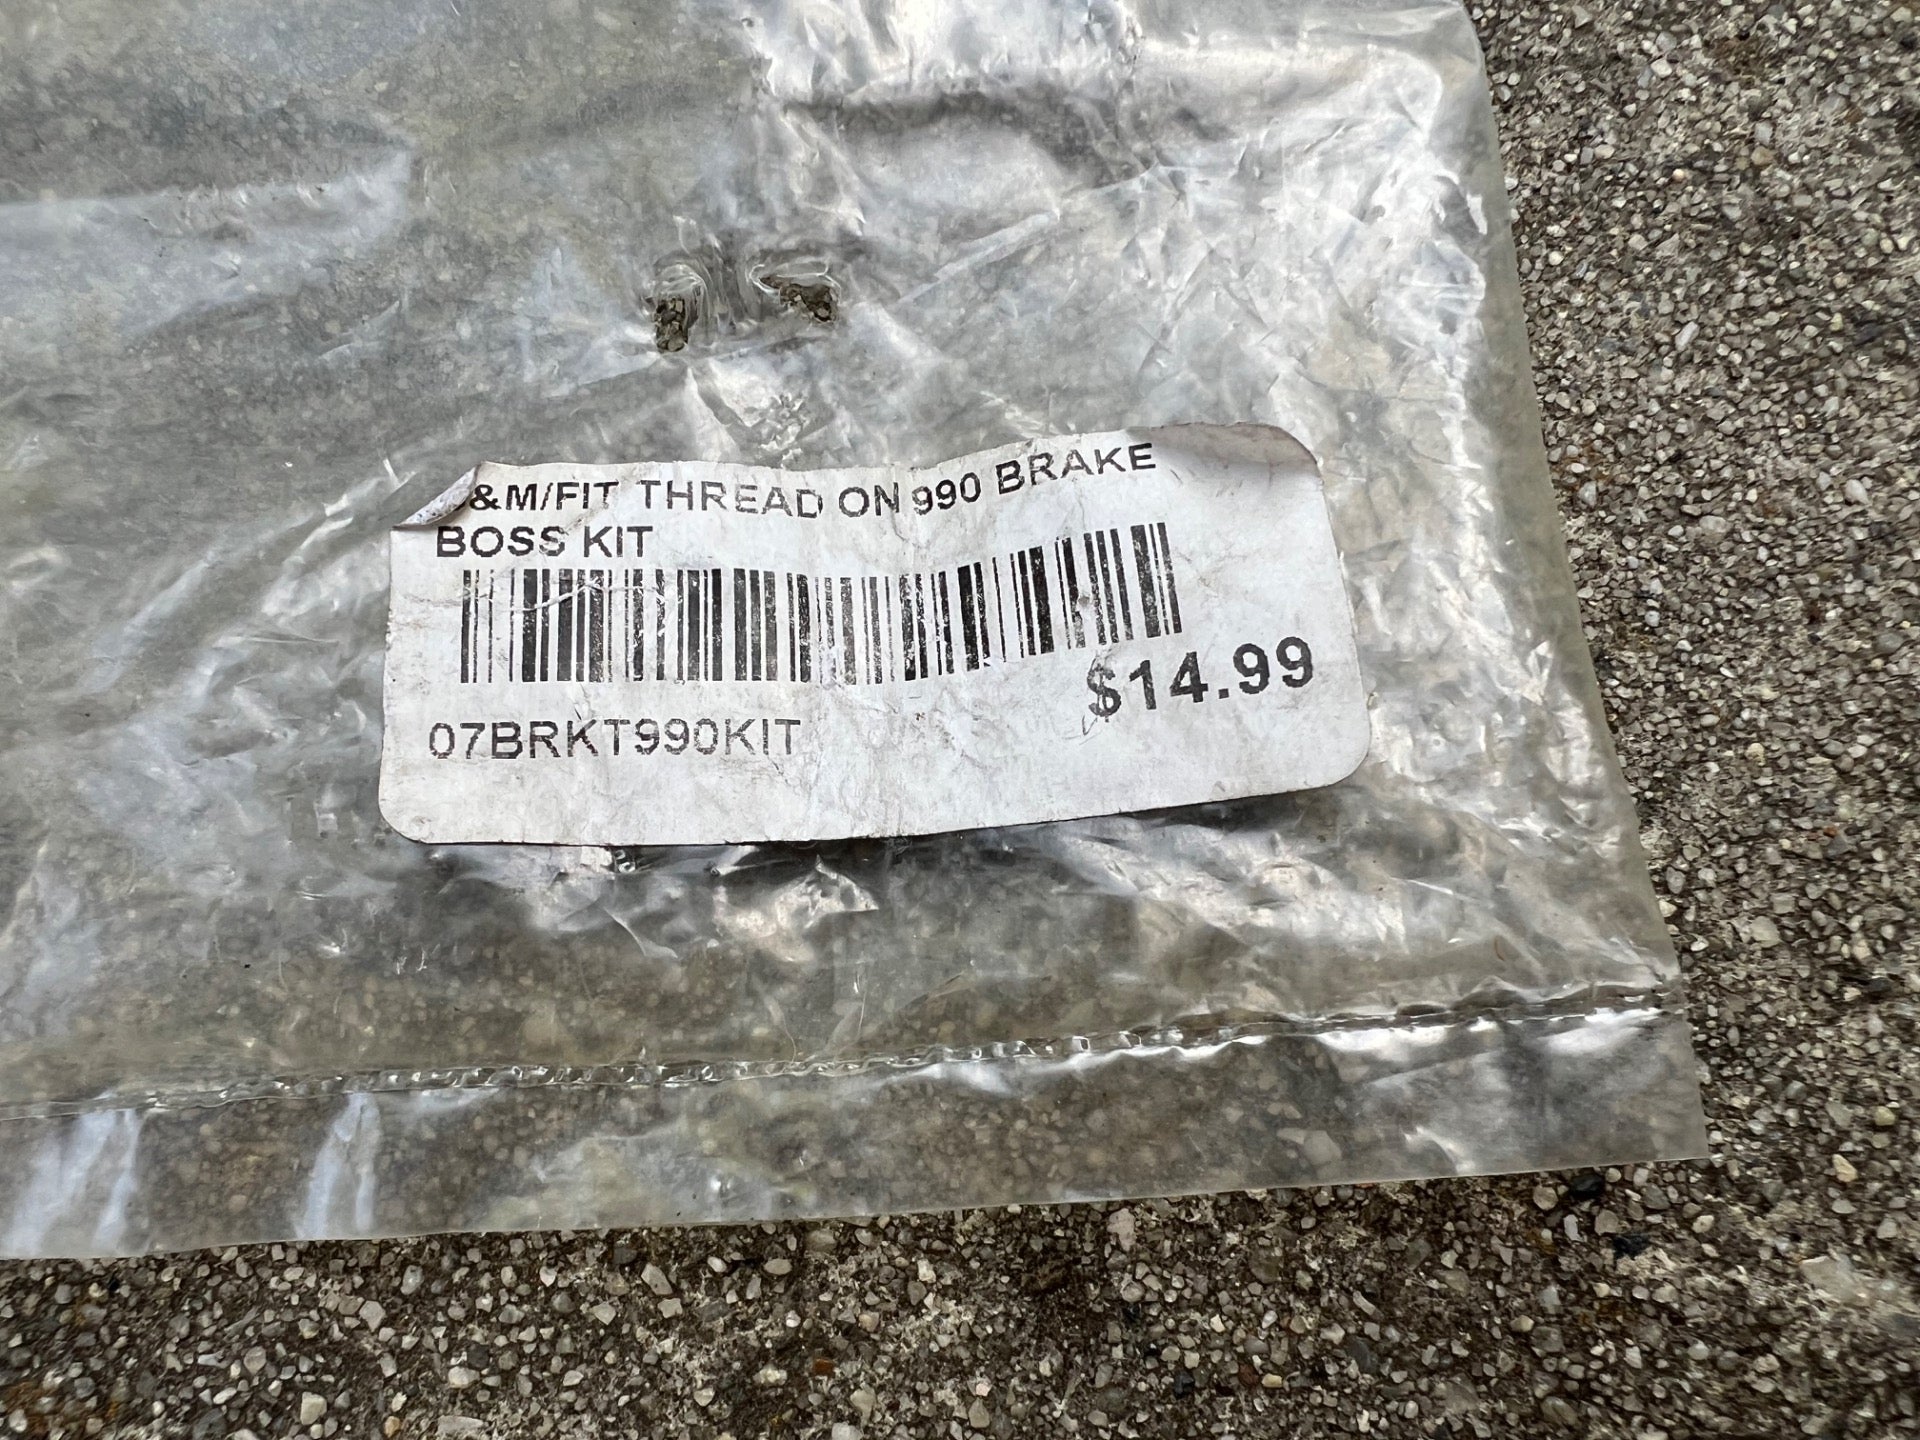 &M/FIT THREAD ON 990 BRAKE
BOSS KIT
$14.99
07BRKT990KIT